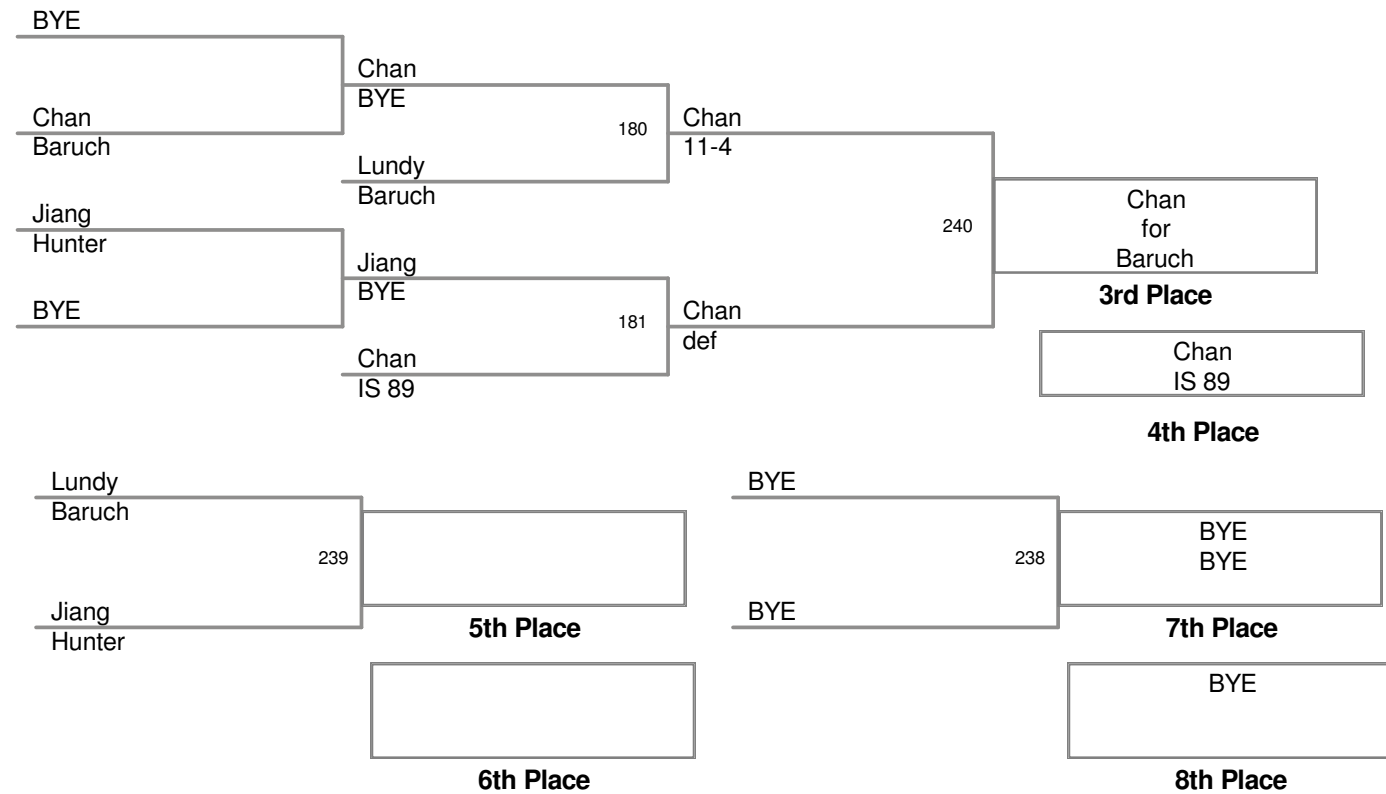 BYE
Chan
BYE
Chan
Baruch
180
Chan
11-4
Lundy
Baruch
Jiang
Hunter
240
Chan
for
Baruch
3rd Place
Jiang
BYE
BYE
181
Chan
def
Chan
IS 89
Chan
IS 89
4th Place
Lundy
Baruch
239
Jiang
Hunter
5th Place
6th Place
BYE
238
BYE
BYE
BYE
7th Place
BYE
8th Place